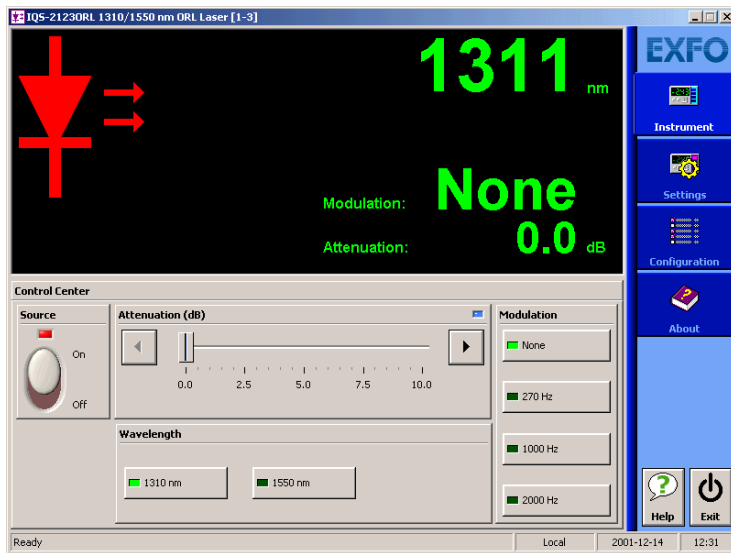 IQS-2123ORL 1310/1550 nm ORL Laser [1-3]
EXFO
1311 nm
Modulation: None
Attenuation: 0.0 dB
Instrument
Settings
Configuration
About
Control Center
Source
On
Off
Attenuation (dB)
0.0 2.5 5.0 7.5 10.0
Modulation
None
270 Hz
1000 Hz
2000 Hz
Wavelength
1310 nm
1550 nm
Help
Exit
Ready
Local
2001-12-14
12:31